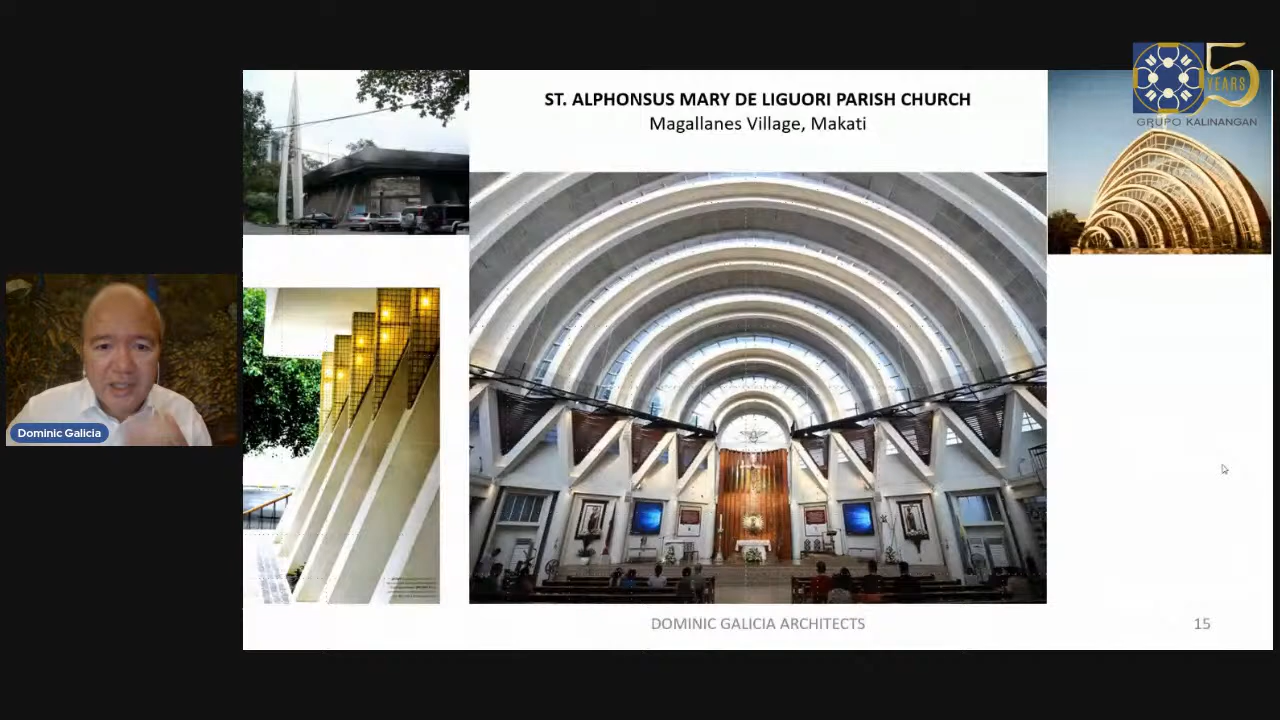 5
YEARS
GRUPO KALINANGAN
ST. ALPHONSUS MARY DE LIGUORI PARISH CHURCH
Magallanes Village, Makati
Dominic Galicia
DOMINIC GALICIA ARCHITECTS
15